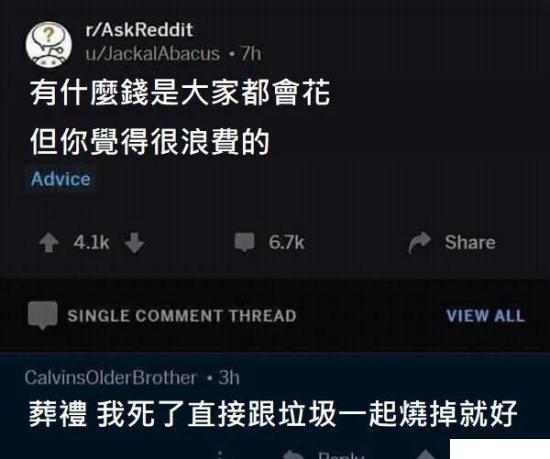 r/AskReddit
u/JackalAbacus • 7h
有什麼錢是大家都會花
但你覺得很浪費的
Advice
4.1k 6.7k Share
SINGLE COMMENT THREAD VIEW ALL
CalvinsOlderBrother • 3h
葬禮 我死了直接跟垃圾一起燒掉就好
Reply